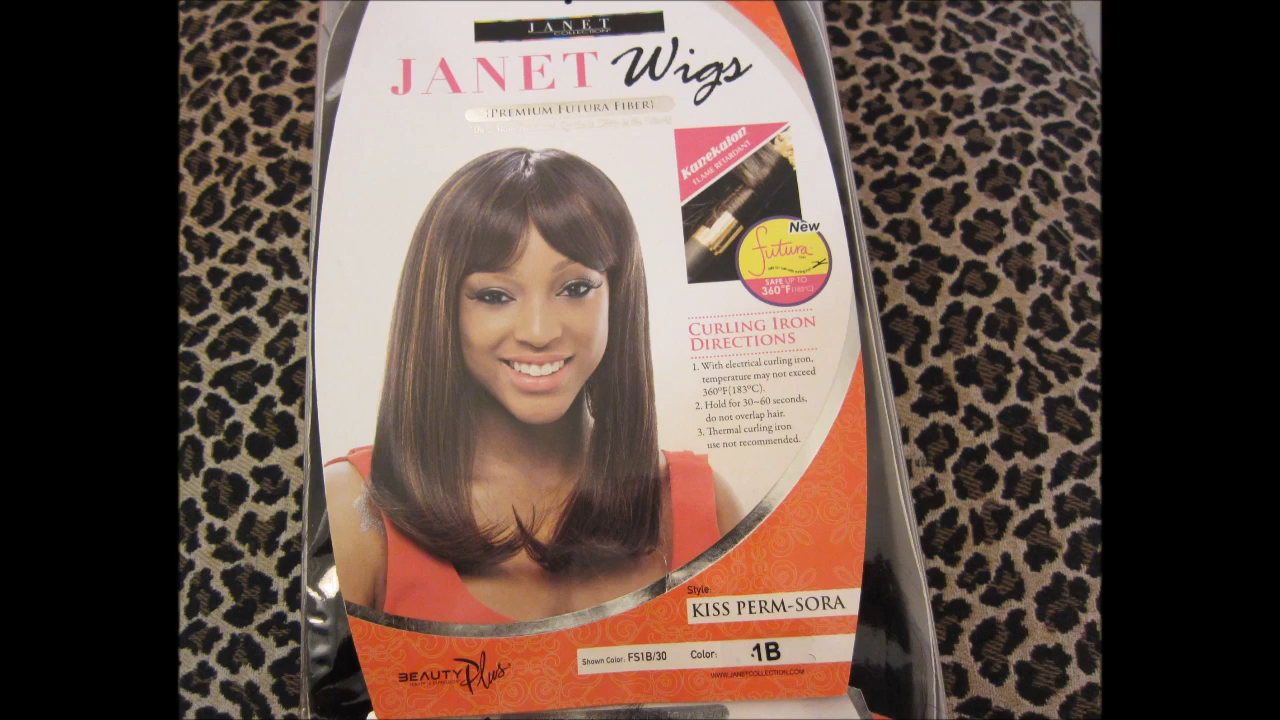 JANET
COLLECTION
JANET Wigs
{PREMIUM FUTURA FIBER}
Kanekalon
FLAME RETARDANT
New
futura
SAFE UP TO
360°F(183°C)
CURLING IRON
DIRECTIONS
1. With electrical curling iron,
temperature may not exceed
360°F(183°C).
2. Hold for 30~60 seconds,
do not overlap hair.
3. Thermal curling iron
use not recommended.
Style:
KISS PERM-SORA
Shown Color: FS1B/30 Color: 1B
BEAUTY Plus
WWW.JANETCOLLECTION.COM